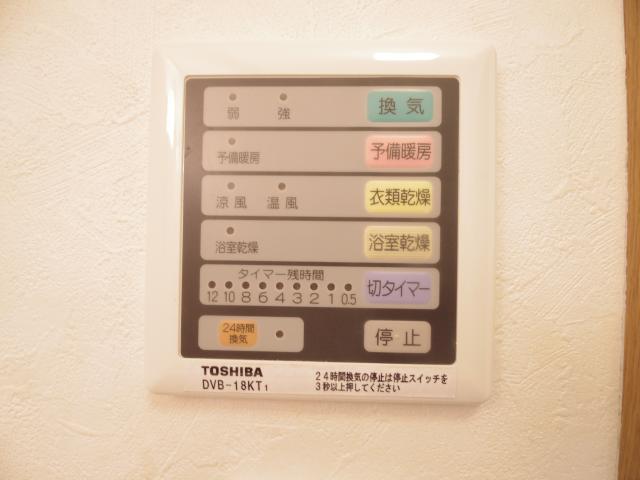 弱 強 換気
予備暖房 予備暖房
涼風 温風 衣類乾燥
浴室乾燥 浴室乾燥
タイマー残時間
12 10 8 6 4 3 2 1 0.5 切タイマー
24時間
換気
停止
TOSHIBA
DVB-18KT1
24時間換気の停止は停止スイッチを
3秒以上押してください